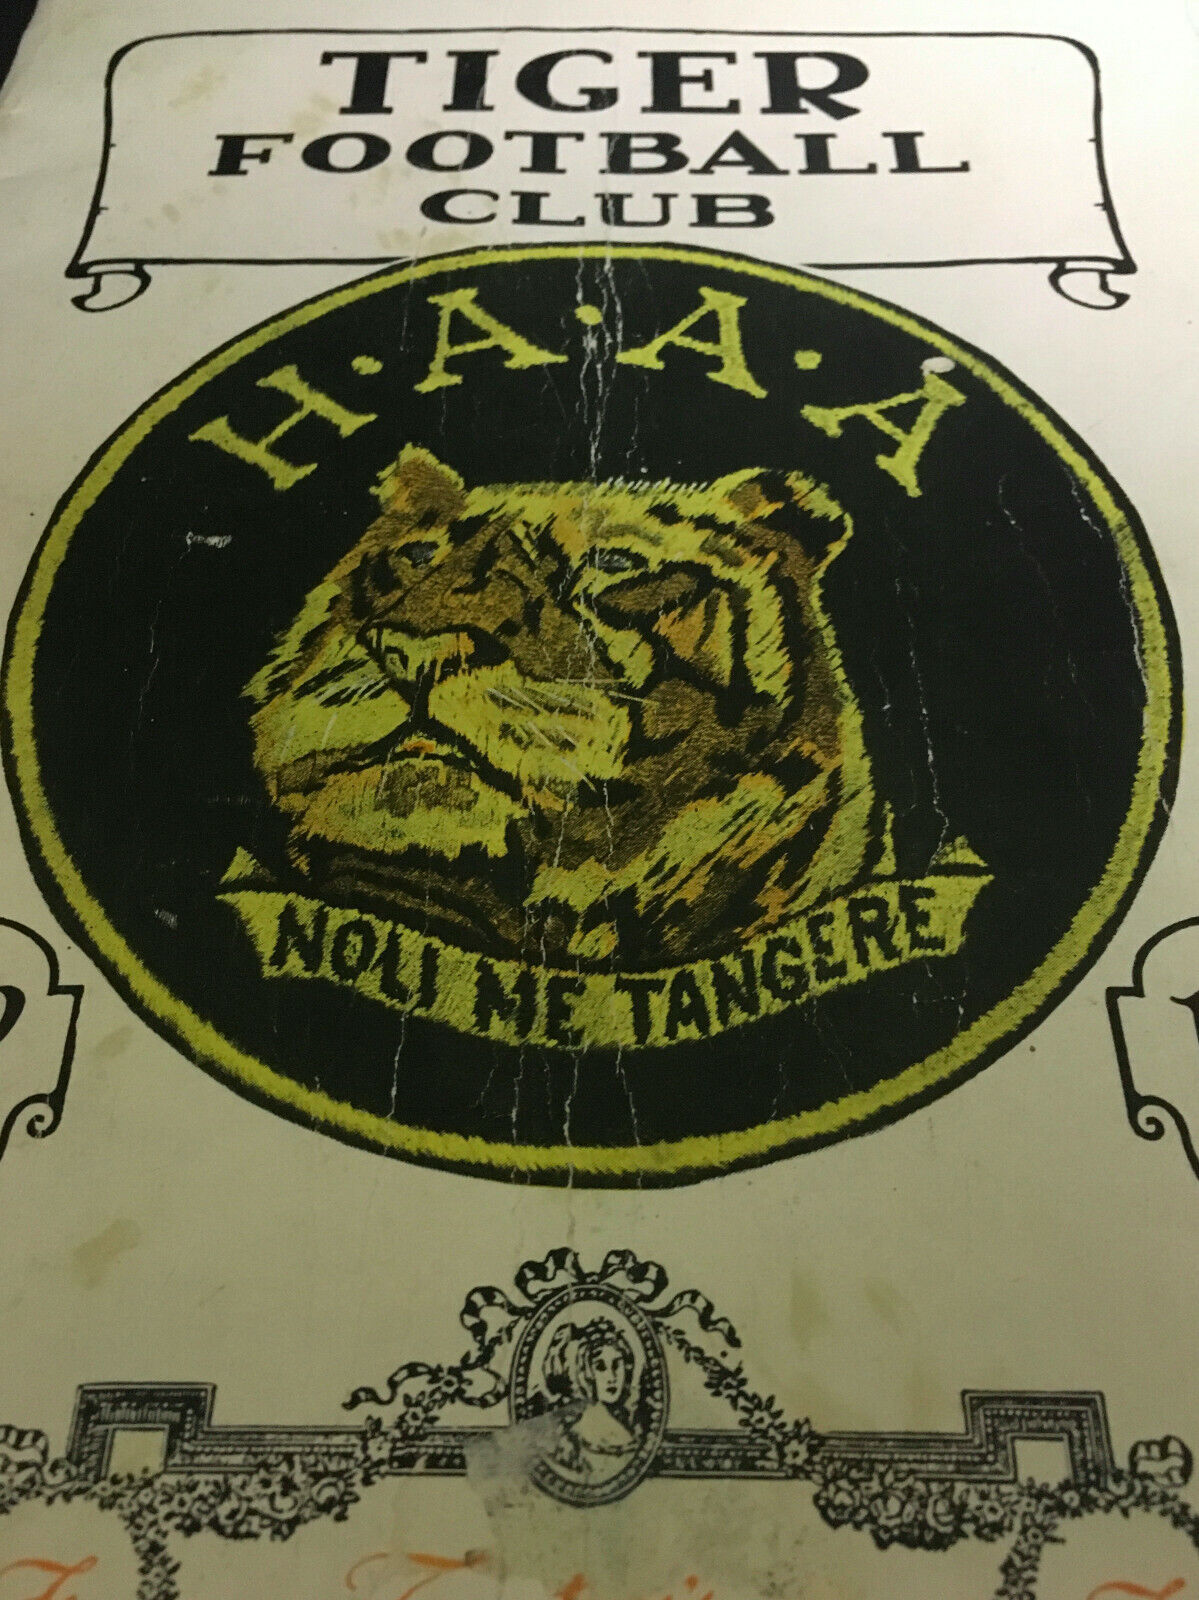 TIGER
FOOTBALL
CLUB
H·A·A·A
NOLI ME TANGERE